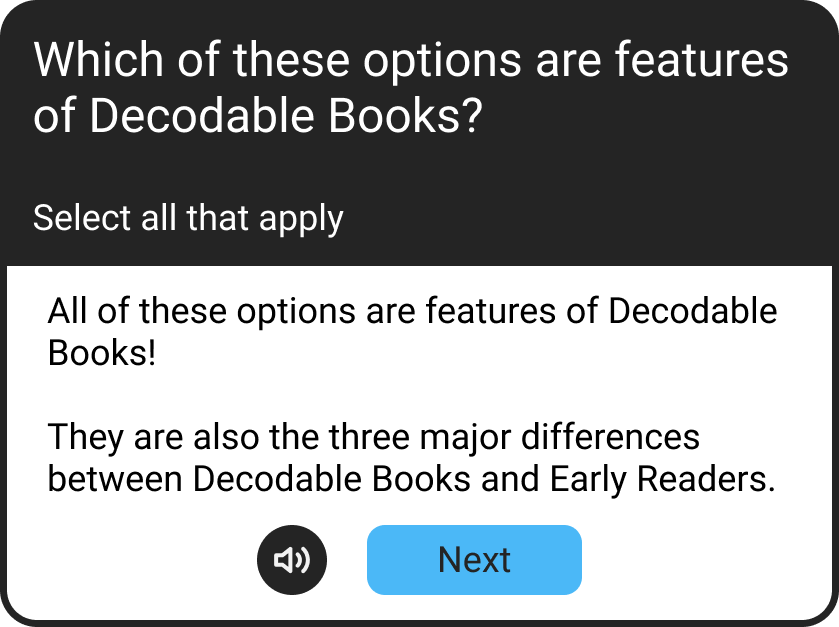 Which of these options are features
of Decodable Books?
Select all that apply
All of these options are features of Decodable
Books!
They are also the three major differences
between Decodable Books and Early Readers.
Next